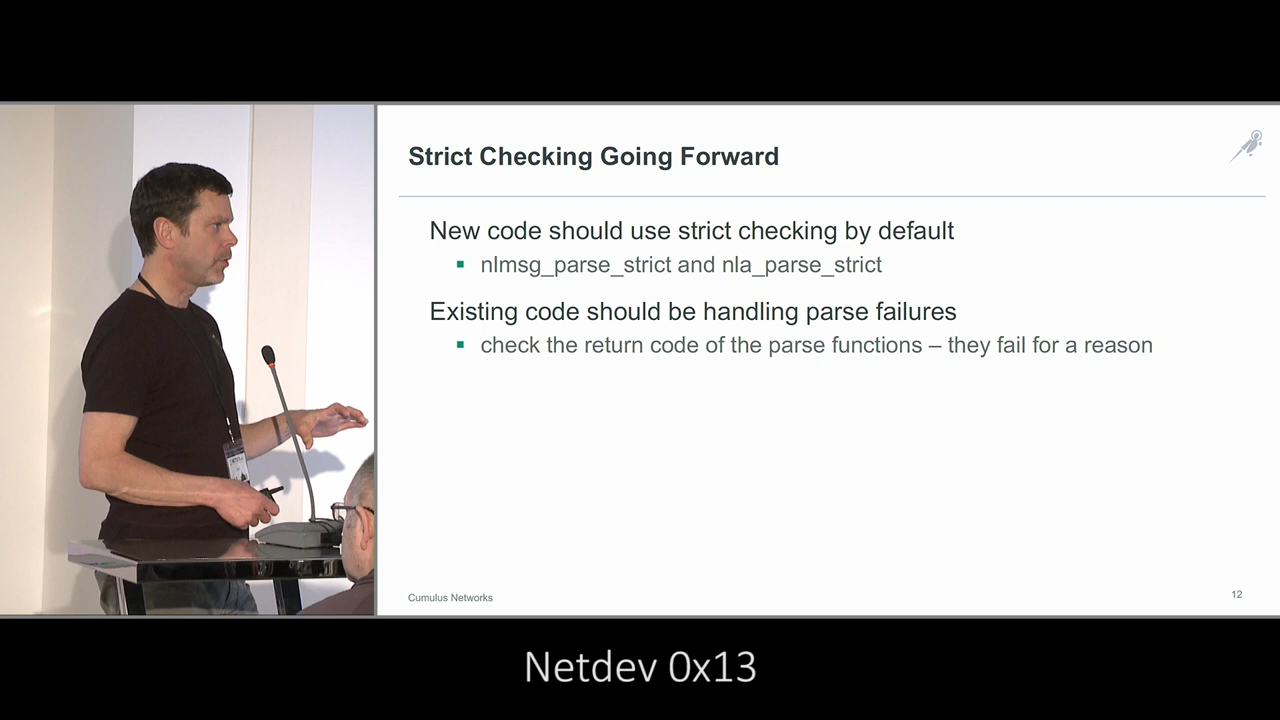 Strict Checking Going Forward
New code should use strict checking by default
▪ nlmsg_parse_strict and nla_parse_strict
Existing code should be handling parse failures
▪ check the return code of the parse functions – they fail for a reason
Cumulus Networks
12
Netdev 0x13